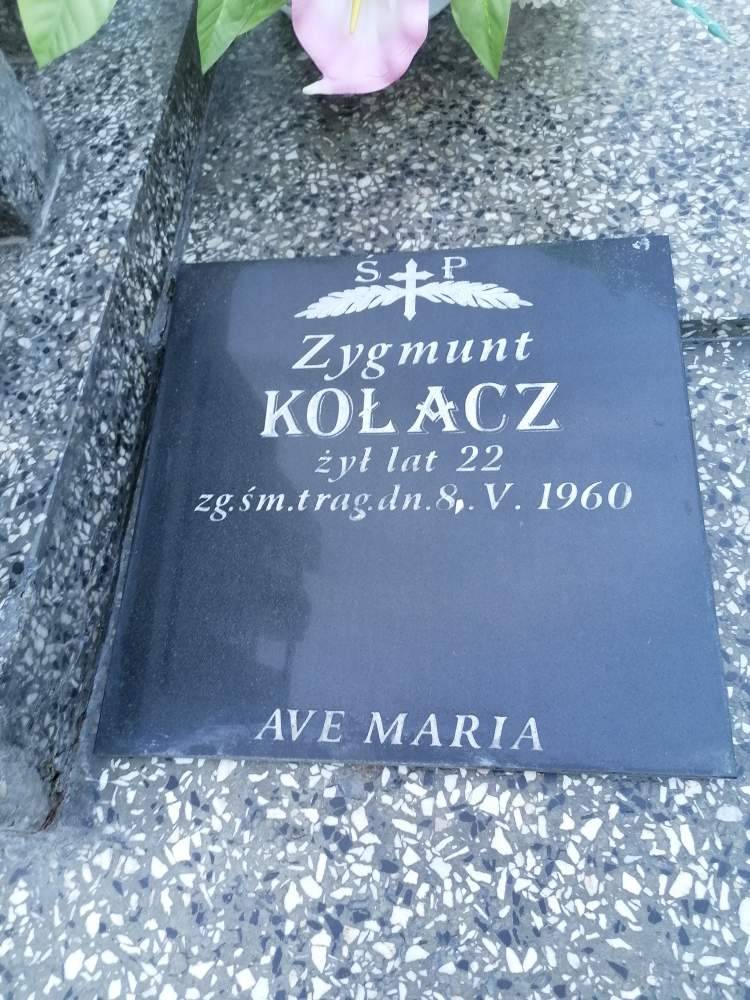 Ś P
Zygmunt
KOŁACZ
żył lat 22
zg.śm.trag.dn.8.V.1960
AVE MARIA